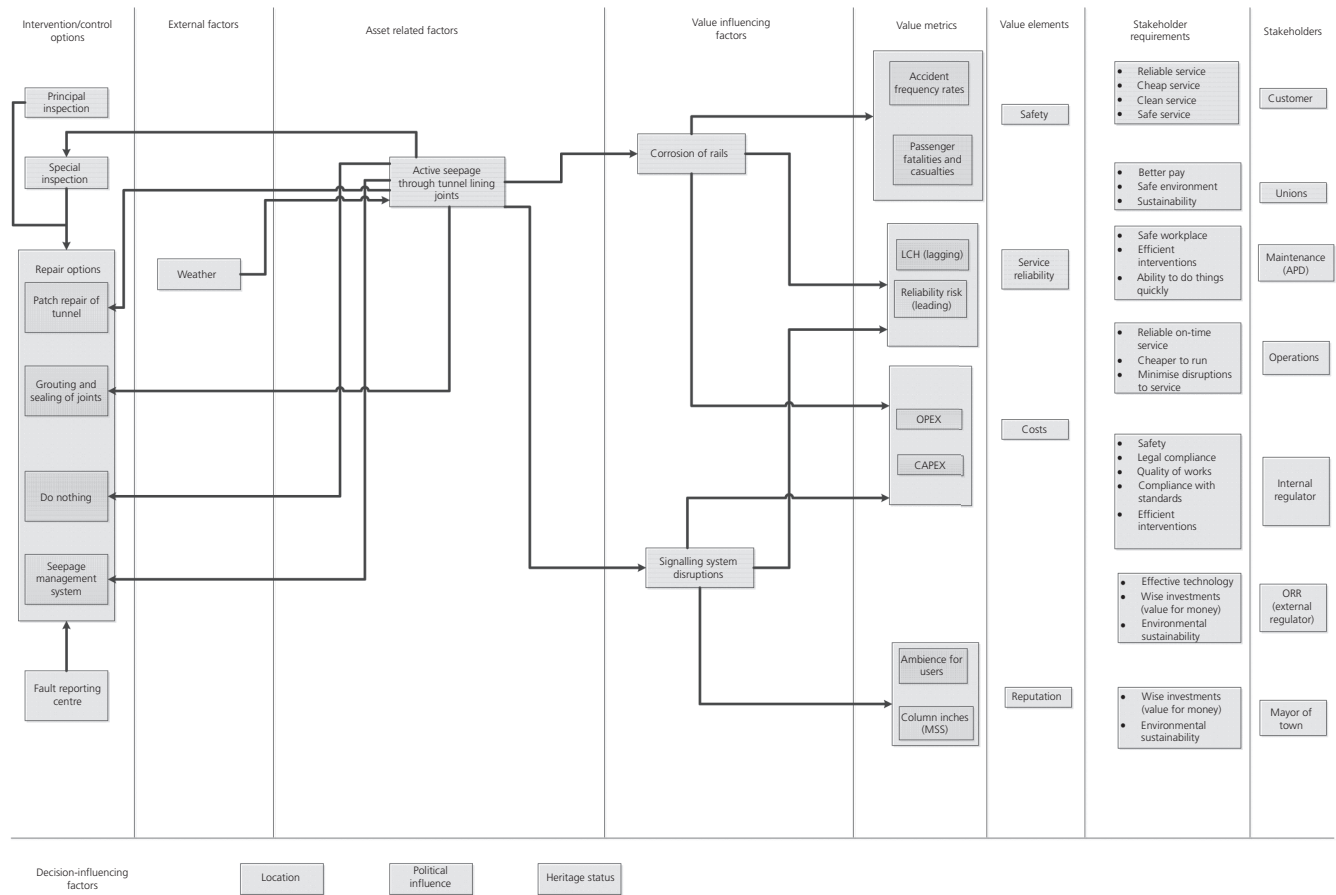 Intervention/control
options
External factors
Asset related factors
Value influencing
factors
Value metrics
Value elements
Stakeholder
requirements
Stakeholders
Principal
inspection
Special
inspection
Repair options
Patch repair of
tunnel
Grouting and
sealing of joints
Do nothing
Seepage
management
system
Fault reporting
centre
Weather
Active seepage
through tunnel lining
joints
Corrosion of rails
Signalling system
disruptions
Accident
frequency rates
Passenger
fatalities and
casualties
LCH (lagging)
Reliability risk
(leading)
OPEX
CAPEX
Ambience for
users
Column inches
(MSS)
Safety
Service
reliability
Costs
Reputation
• Reliable service
• Cheap service
• Clean service
• Safe service
• Better pay
• Safe environment
• Sustainability
• Safe workplace
• Efficient
interventions
• Ability to do things
quickly
• Reliable on-time
service
• Cheaper to run
• Minimise disruptions
to service
• Safety
• Legal compliance
• Quality of works
• Compliance with
standards
• Efficient
interventions
• Effective technology
• Wise investments
(value for money)
• Environmental
sustainability
• Wise investments
(value for money)
• Environmental
sustainability
Customer
Unions
Maintenance
(APD)
Operations
Internal
regulator
ORR
(external
regulator)
Mayor of
town
Decision-influencing
factors
Location
Political
influence
Heritage status